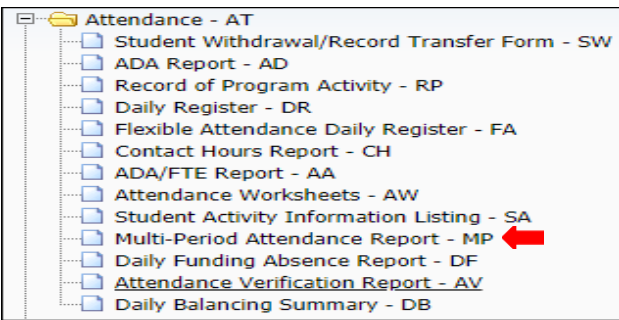 Attendance - AT
Student Withdrawal/Record Transfer Form - SW
ADA Report - AD
Record of Program Activity - RP
Daily Register - DR
Flexible Attendance Daily Register - FA
Contact Hours Report - CH
ADA/FTE Report - AA
Attendance Worksheets - AW
Student Activity Information Listing - SA
Multi-Period Attendance Report - MP
Daily Funding Absence Report - DF
Attendance Verification Report - AV
Daily Balancing Summary - DB